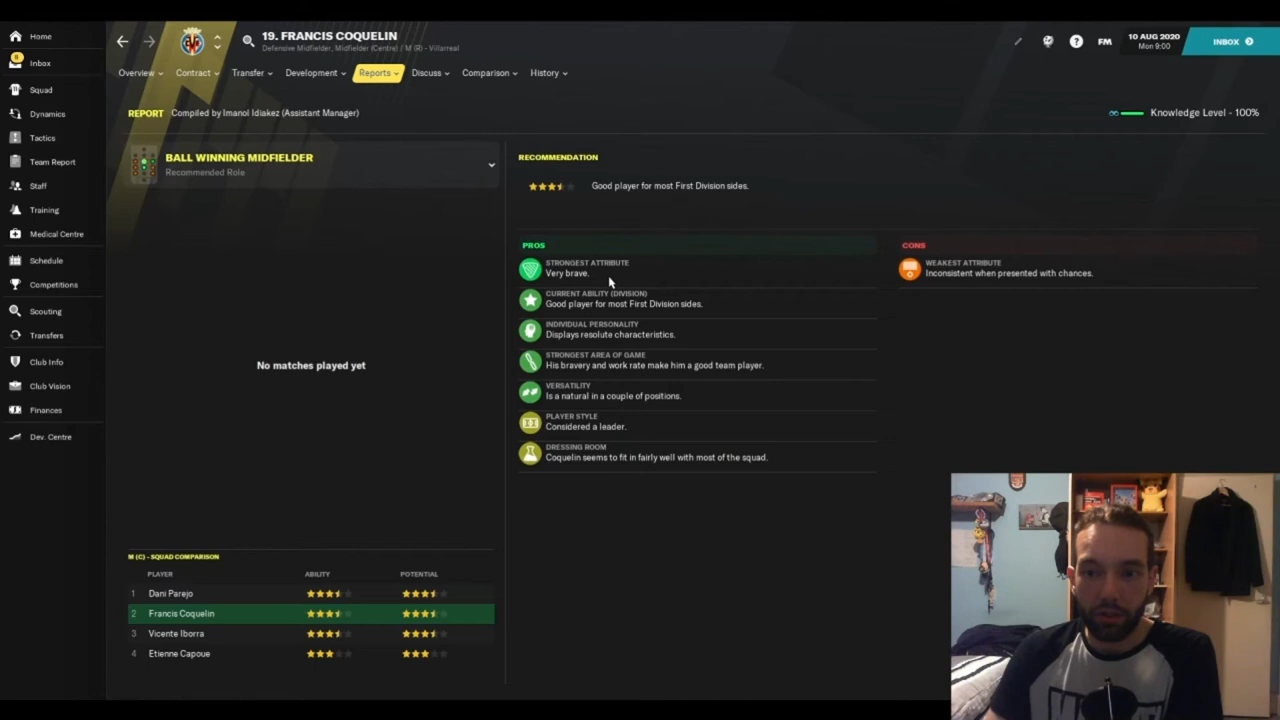 Home
Inbox
8
Squad
Dynamics
Tactics
Team Report
Staff
Training
Medical Centre
Schedule
Competitions
Scouting
Transfers
Club Info
Club Vision
Finances
Dev. Centre
19. FRANCIS COQUELIN
Defensive Midfielder, Midfielder (Centre) / M (R) - Villarreal
FM
10 AUG 2020
Mon 9:00
INBOX
Overview
Contract
Transfer
Development
Reports
Discuss
Comparison
History
REPORT Compiled by Imanol Idiakez (Assistant Manager)
Knowledge Level - 100%
BALL WINNING MIDFIELDER
Recommended Role
No matches played yet
M (C) - SQUAD COMPARISON
PLAYER ABILITY POTENTIAL
1 Dani Parejo
2 Francis Coquelin
3 Vicente Iborra
4 Etienne Capoue
RECOMMENDATION
Good player for most First Division sides.
PROS
STRONGEST ATTRIBUTE
Very brave.
CURRENT ABILITY (DIVISION)
Good player for most First Division sides.
INDIVIDUAL PERSONALITY
Displays resolute characteristics.
STRONGEST AREA OF GAME
His bravery and work rate make him a good team player.
VERSATILITY
Is a natural in a couple of positions.
PLAYER STYLE
Considered a leader.
DRESSING ROOM
Coquelin seems to fit in fairly well with most of the squad.
CONS
WEAKEST ATTRIBUTE
Inconsistent when presented with chances.